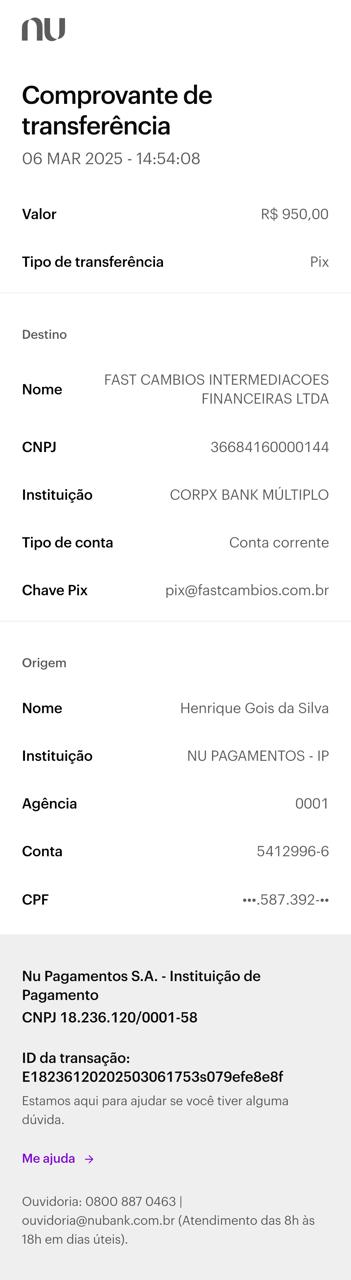 nu
Comprovante de
transferência
06 MAR 2025 - 14:54:08
Valor R$ 950,00
Tipo de transferência Pix
Destino
Nome FAST CAMBIOS INTERMEDIACOES
FINANCEIRAS LTDA
CNPJ 36684160000144
Instituição CORPX BANK MÚLTIPLO
Tipo de conta Conta corrente
Chave Pix pix@fastcambios.com.br
Origem
Nome Henrique Gois da Silva
Instituição NU PAGAMENTOS - IP
Agência 0001
Conta 5412996-6
CPF •••.587.392-••
Nu Pagamentos S.A. - Instituição de
Pagamento
CNPJ 18.236.120/0001-58
ID da transação:
E18236120202503061753s079efe8e8f
Estamos aqui para ajudar se você tiver alguma
dúvida.
Me ajuda →
Ouvidoria: 0800 887 0463 |
ouvidoria@nubank.com.br (Atendimento das 8h às
18h em dias úteis).